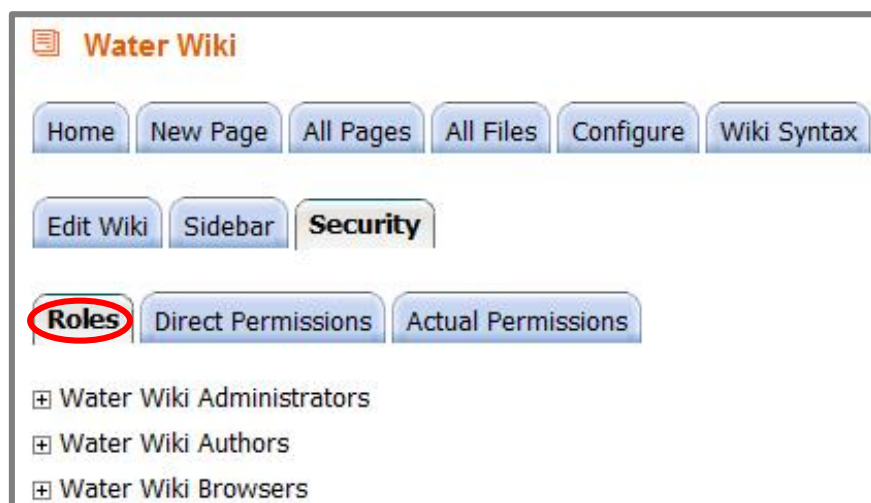 Water Wiki
Home New Page All Pages All Files Configure Wiki Syntax
Edit Wiki Sidebar Security
Roles Direct Permissions Actual Permissions
Water Wiki Administrators
Water Wiki Authors
Water Wiki Browsers